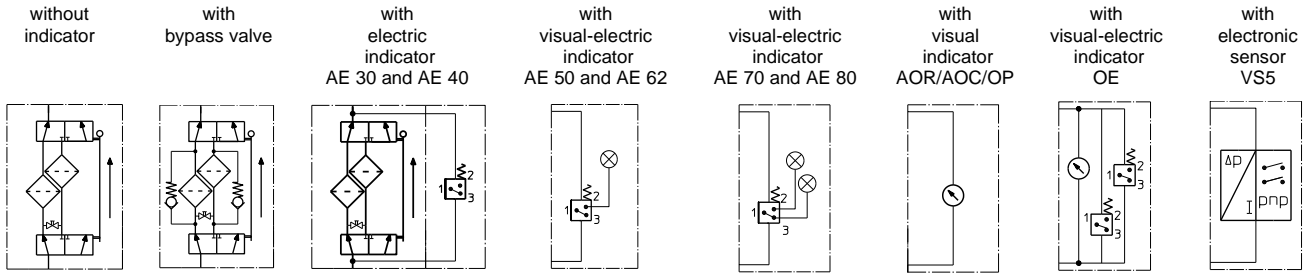 without
indicator
with
bypass valve
with
electric
indicator
AE 30 and AE 40
with
visual-electric
indicator
AE 50 and AE 62
with
visual-electric
indicator
AE 70 and AE 80
with
visual
indicator
AOR/AOC/OP
with
visual-electric
indicator
OE
with
electronic
sensor
VS5
2
1
3
2
1
3
2
1
3
2
1
3
2
1
3
Δp
I
pnp